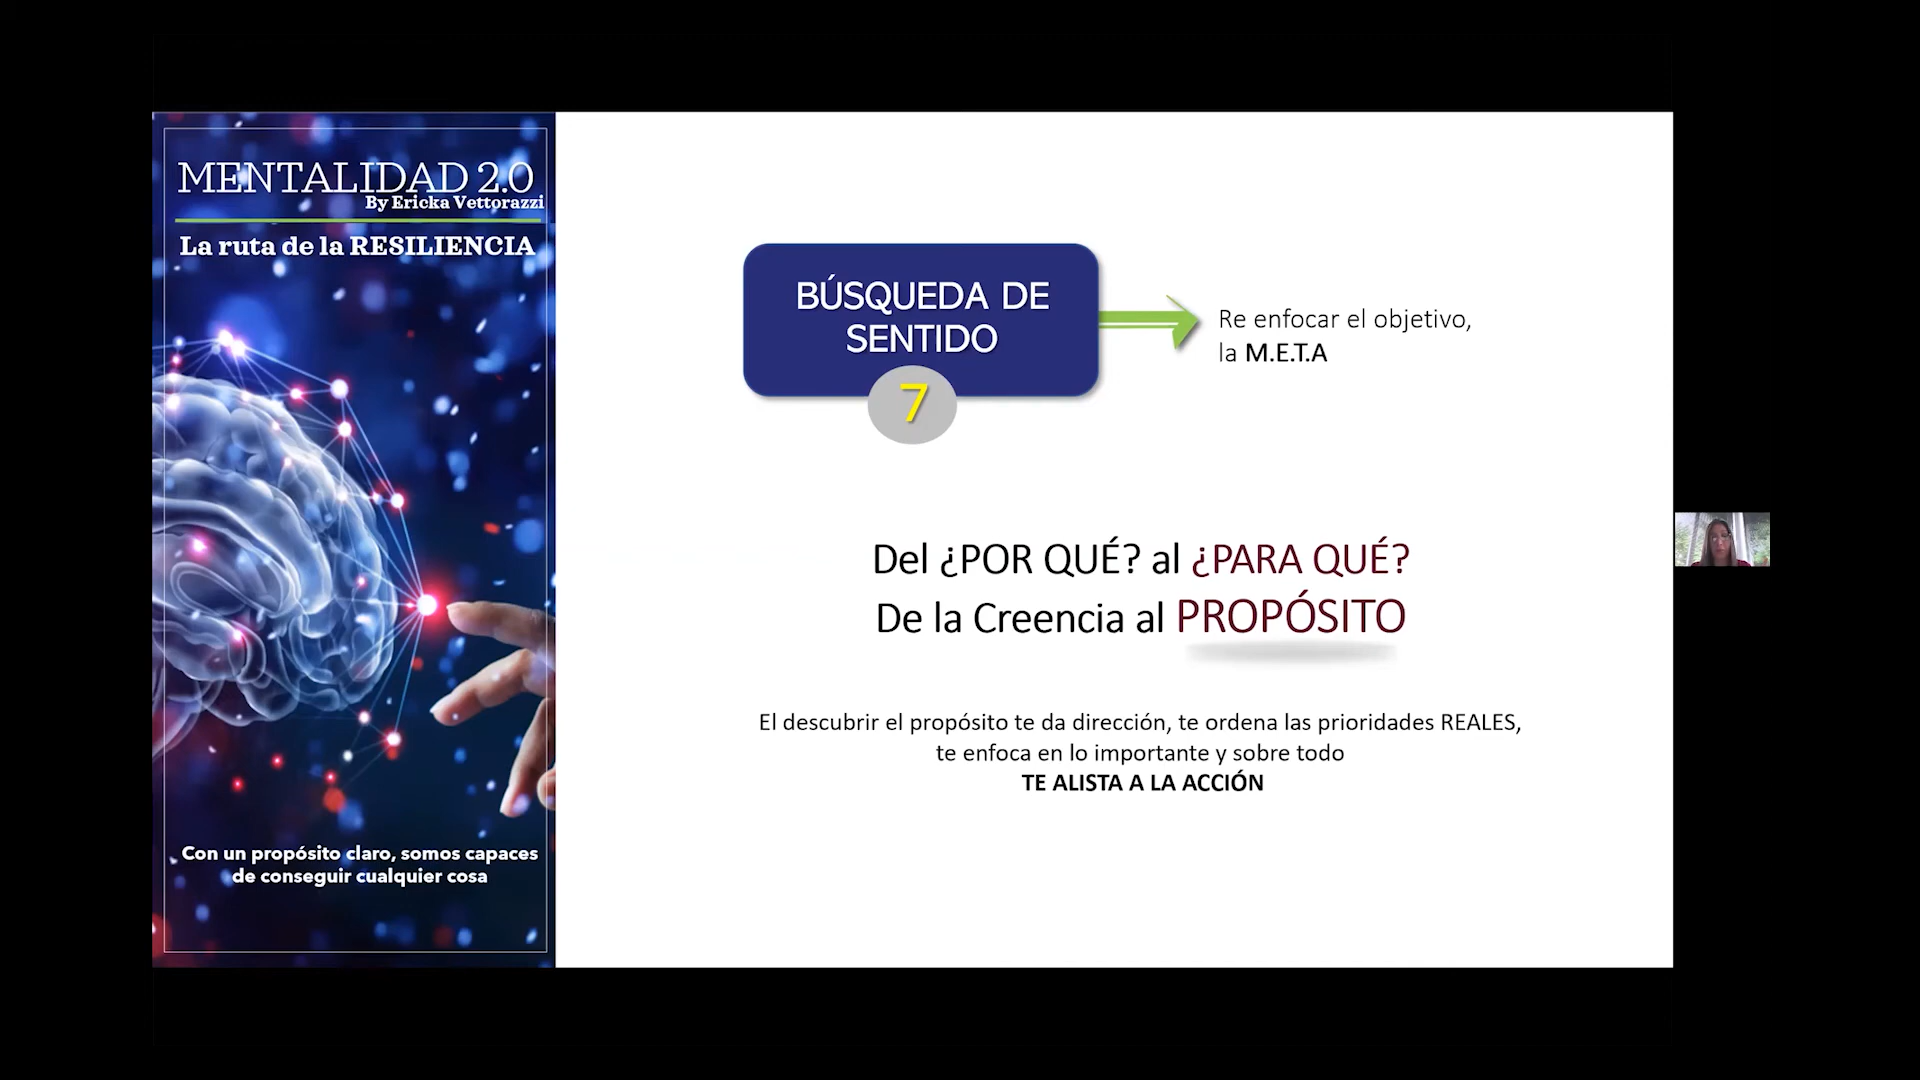 MENTALIDAD 2.0
By Ericka Vettorazzi
La ruta de la RESILIENCIA
Con un propósito claro, somos capaces
de conseguir cualquier cosa
BÚSQUEDA DE
SENTIDO
7
Re enfocar el objetivo,
la M.E.T.A
Del ¿POR QUÉ? al ¿PARA QUÉ?
De la Creencia al PROPÓSITO
El descubrir el propósito te da dirección, te ordena las prioridades REALES,
te enfoca en lo importante y sobre todo
TE ALISTA A LA ACCIÓN